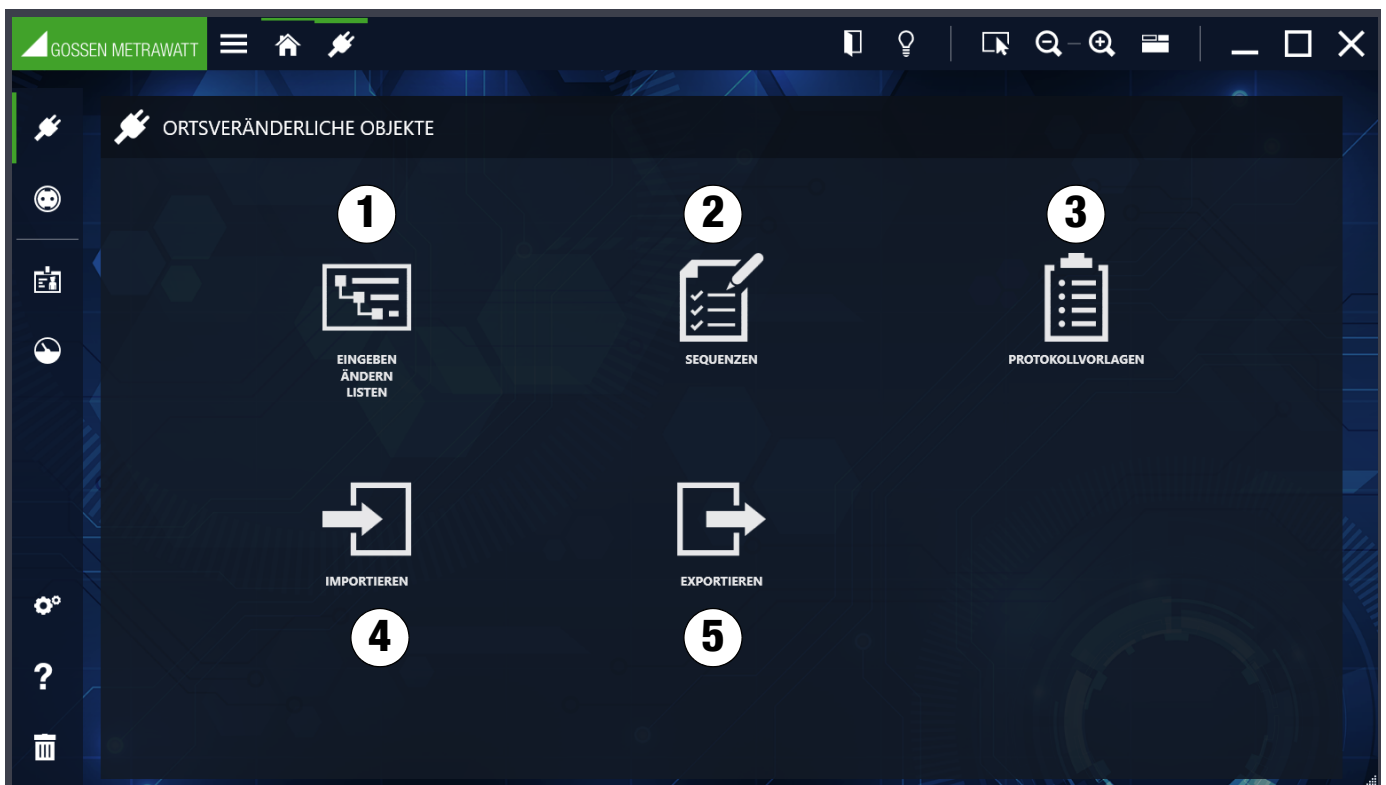 GOSSEN METRAWATT
ORTSVERÄNDERLICHE OBJEKTE
1
2
3
EINGEBEN
ÄNDERN
LISTEN
SEQUENZEN
PROTOKOLLVORLAGEN
IMPORTIEREN
EXPORTIEREN
4
5
?